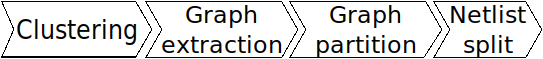 Clustering
Graph
extraction
Graph
partition
Netlist
split